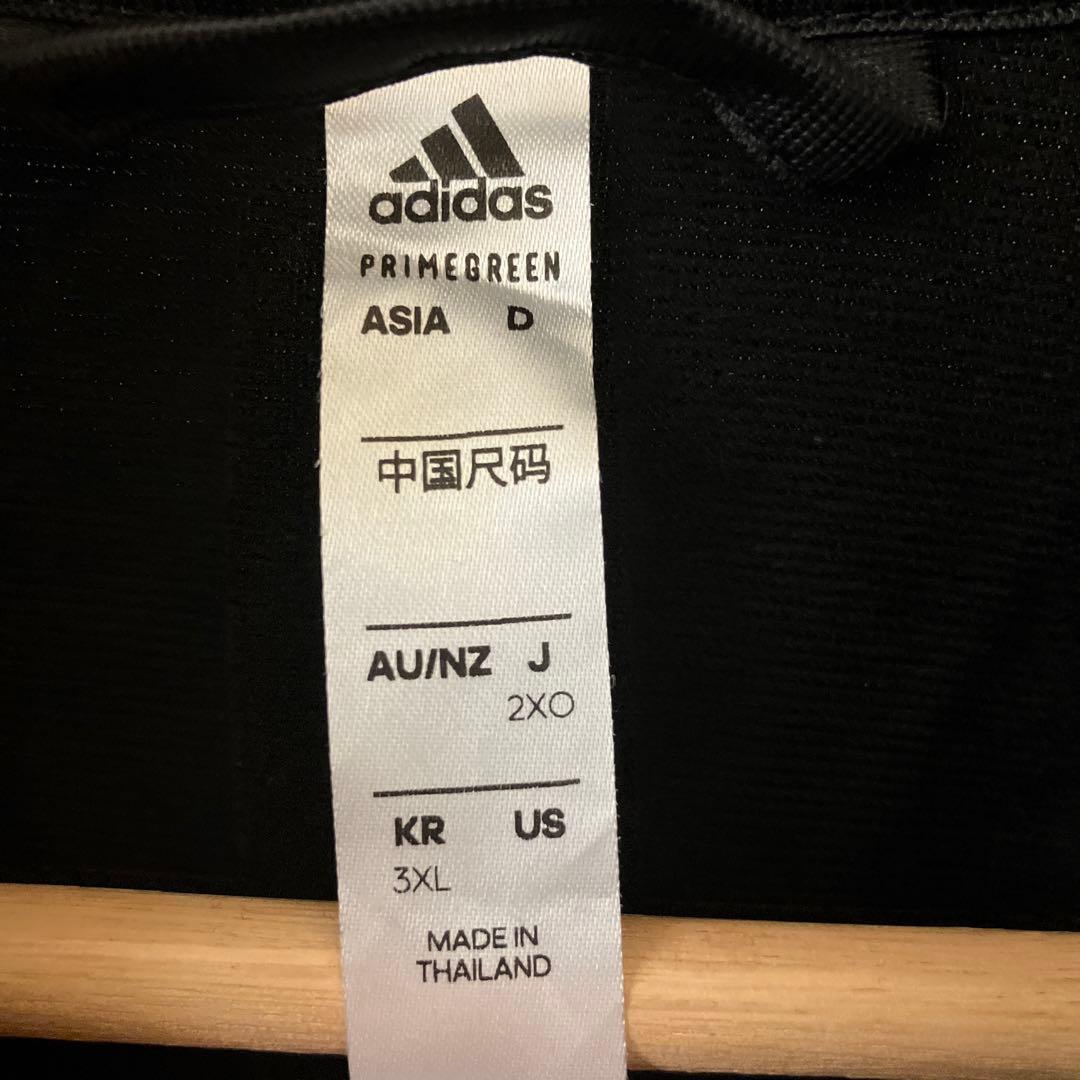 adidas
PRIMEGREEN
ASIA D
中国尺码
AU/NZ J
2XO
KR US
3XL
MADE IN
THAILAND